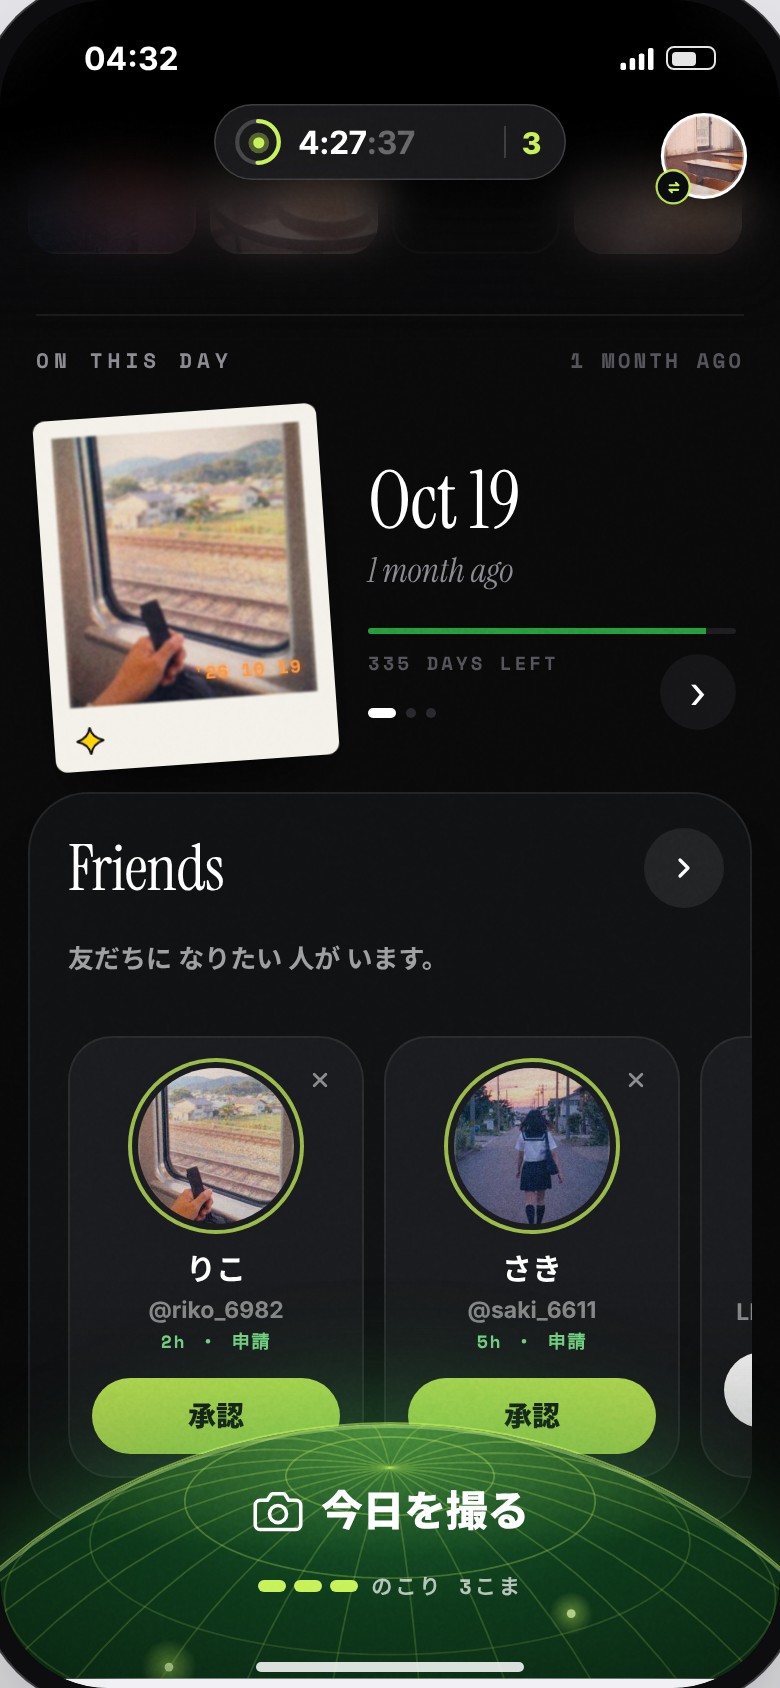 04:32
4:27:37
3
ON THIS DAY
1 MONTH AGO
Oct 19
1 month ago
'26 10 19
335 DAYS LEFT
Friends
友だちに なりたい 人が います。
りこ
@riko_6982
2h ・ 申請
承認
さき
@saki_6611
5h ・ 申請
承認
今日を撮る
のこり 3こま